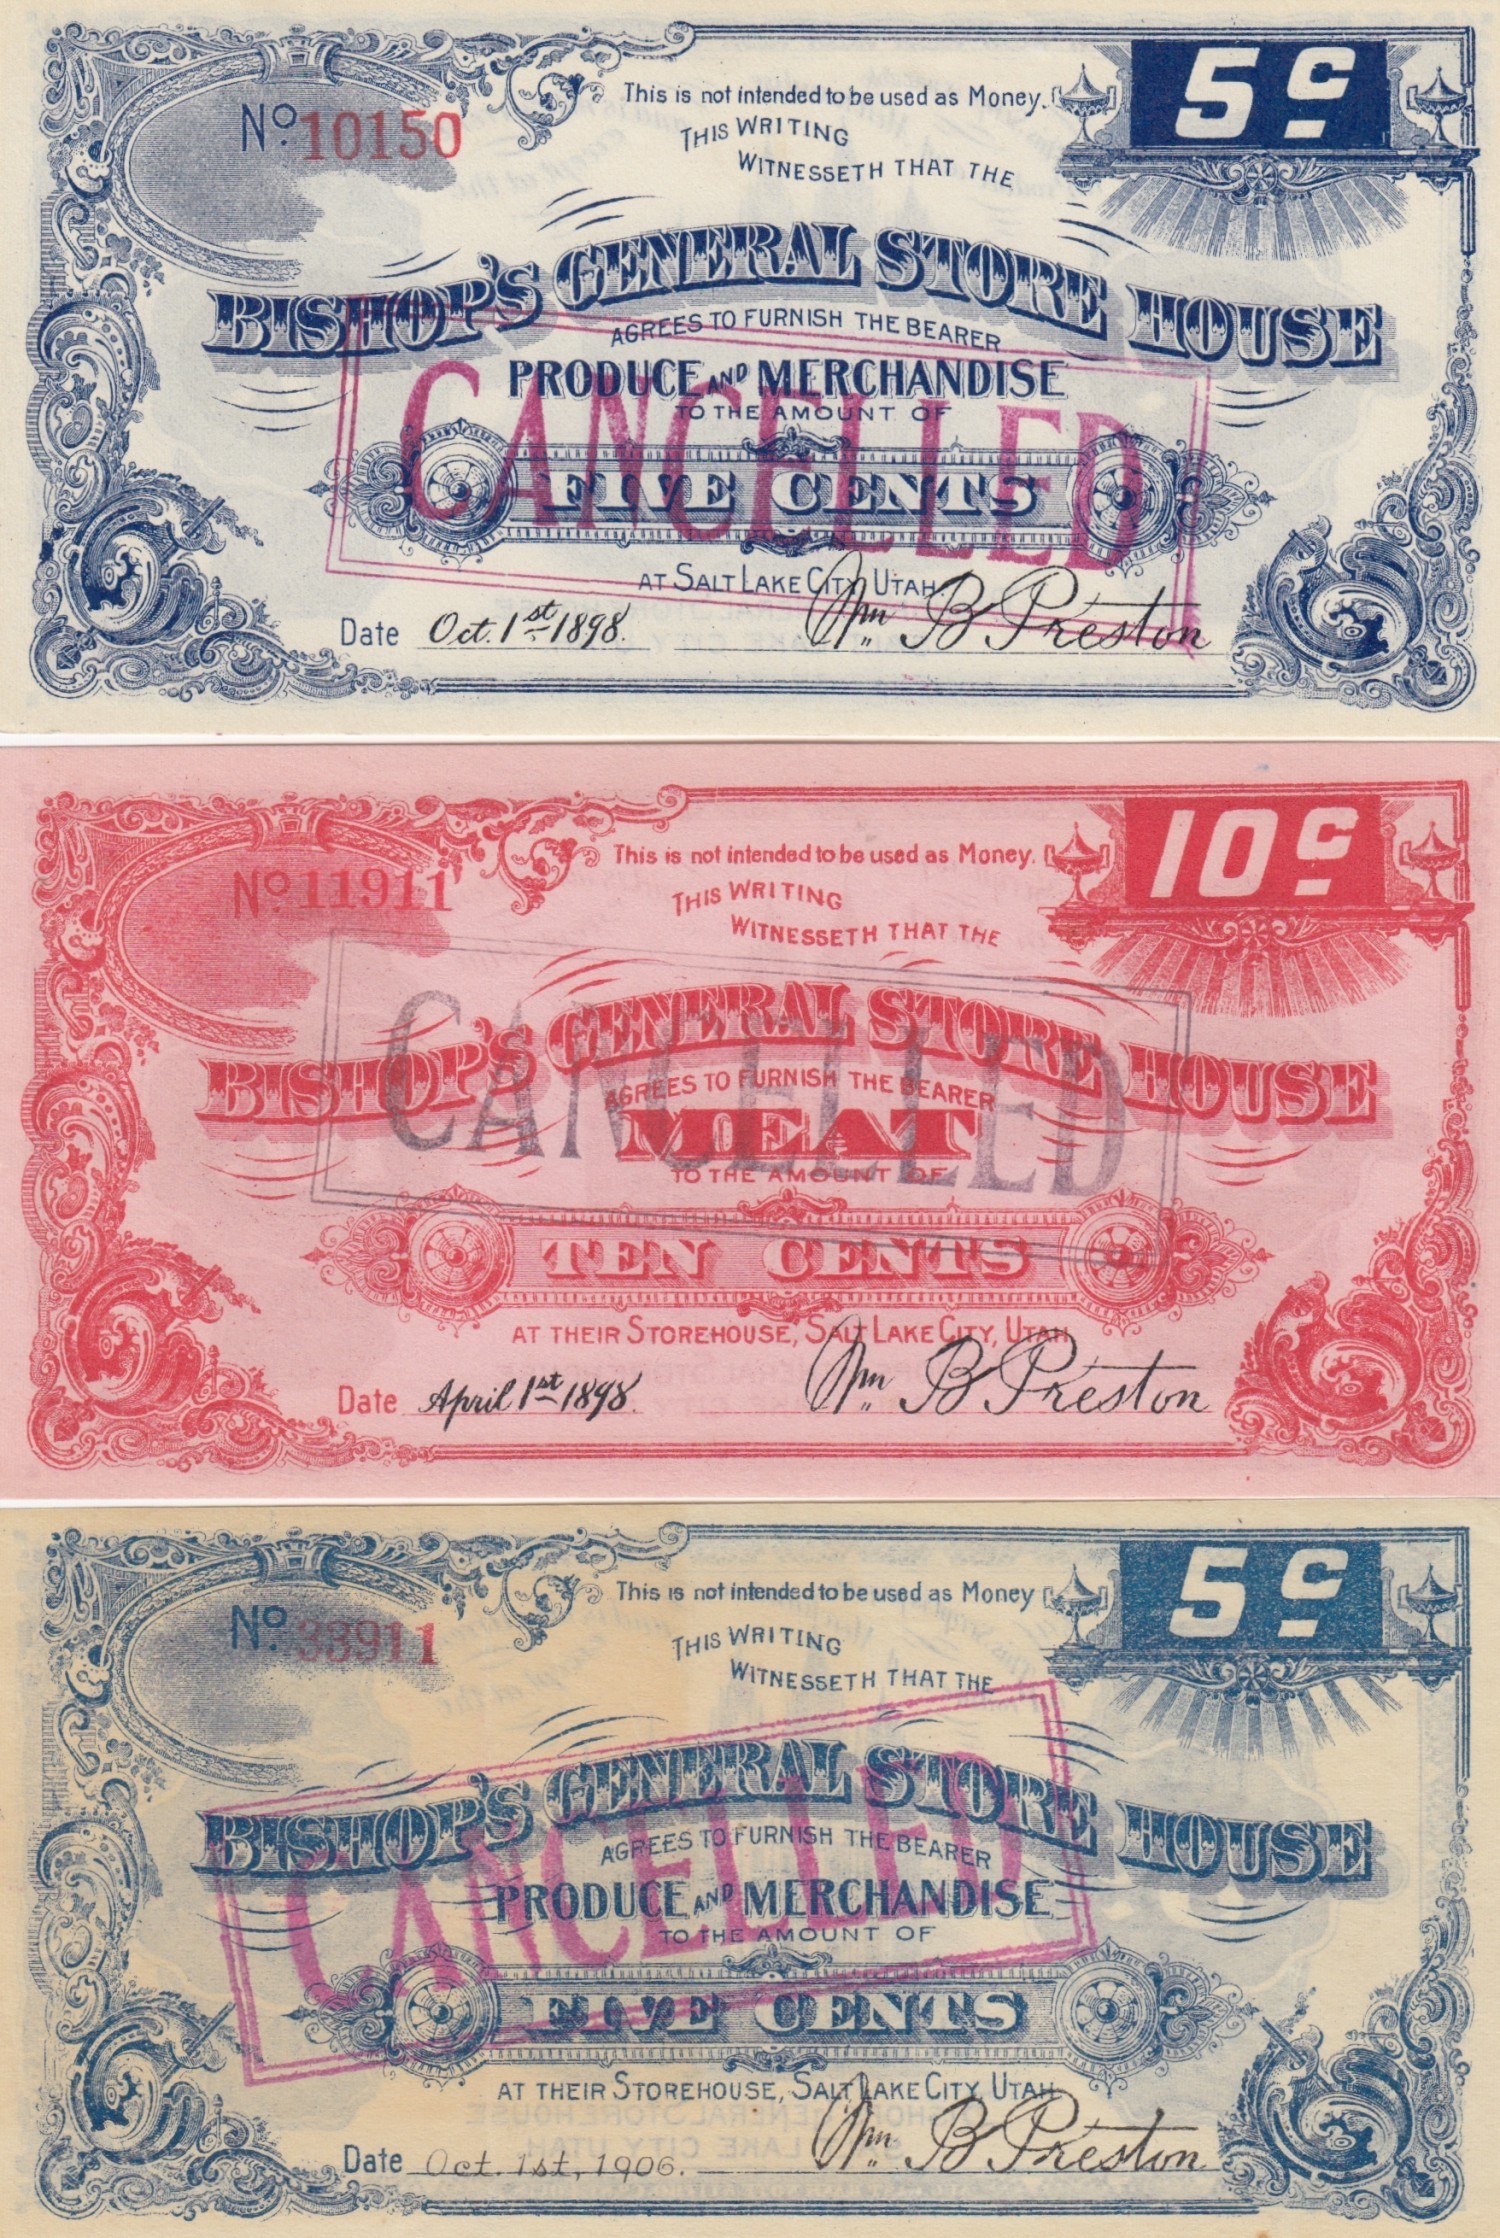 No. 10150
This is not intended to be used as Money.
5c
THIS WRITING
WITNESSETH THAT THE
BISHOP'S GENERAL STORE HOUSE
AGREES TO FURNISH THE BEARER
PRODUCE AND MERCHANDISE
TO THE AMOUNT OF
FIVE CENTS
CANCELLED
AT SALT LAKE CITY, UTAH
Date Oct. 1st 1898. Wm. B. Preston
No. 11911
This is not intended to be used as Money.
10c
THIS WRITING
WITNESSETH THAT THE
BISHOP'S GENERAL STORE HOUSE
AGREES TO FURNISH THE BEARER
MEAT
TO THE AMOUNT OF
TEN CENTS
CANCELLED
AT THEIR STOREHOUSE, SALT LAKE CITY, UTAH
Date April 1st 1898. Wm. B. Preston
No. 33911
This is not intended to be used as Money
5c
THIS WRITING
WITNESSETH THAT THE
BISHOP'S GENERAL STORE HOUSE
AGREES TO FURNISH THE BEARER
PRODUCE AND MERCHANDISE
TO THE AMOUNT OF
FIVE CENTS
CANCELLED
AT THEIR STOREHOUSE, SALT LAKE CITY, UTAH
Date Oct. 1st, 1906. Wm. B. Preston